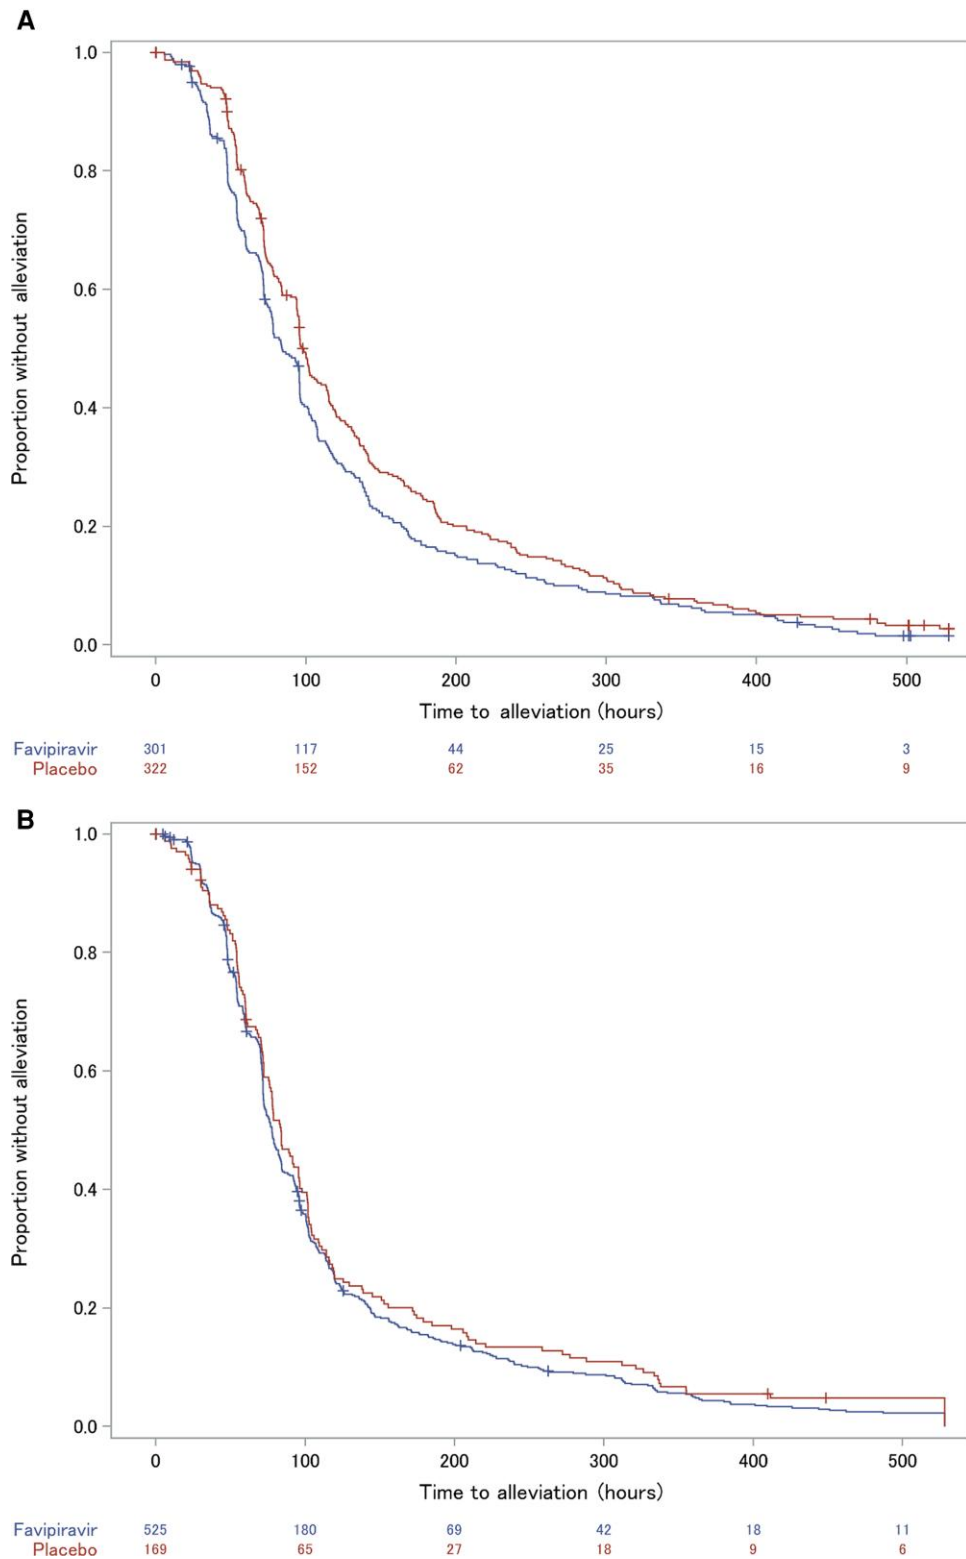 A
Proportion without alleviation
1.0
0.8
0.6
0.4
0.2
0.0
0 100 200 300 400 500
Time to alleviation (hours)
Favipiravir 301 117 44 25 15 3
Placebo 322 152 62 35 16 9
B
Proportion without alleviation
1.0
0.8
0.6
0.4
0.2
0.0
0 100 200 300 400 500
Time to alleviation (hours)
Favipiravir 525 180 69 42 18 11
Placebo 169 65 27 18 9 6